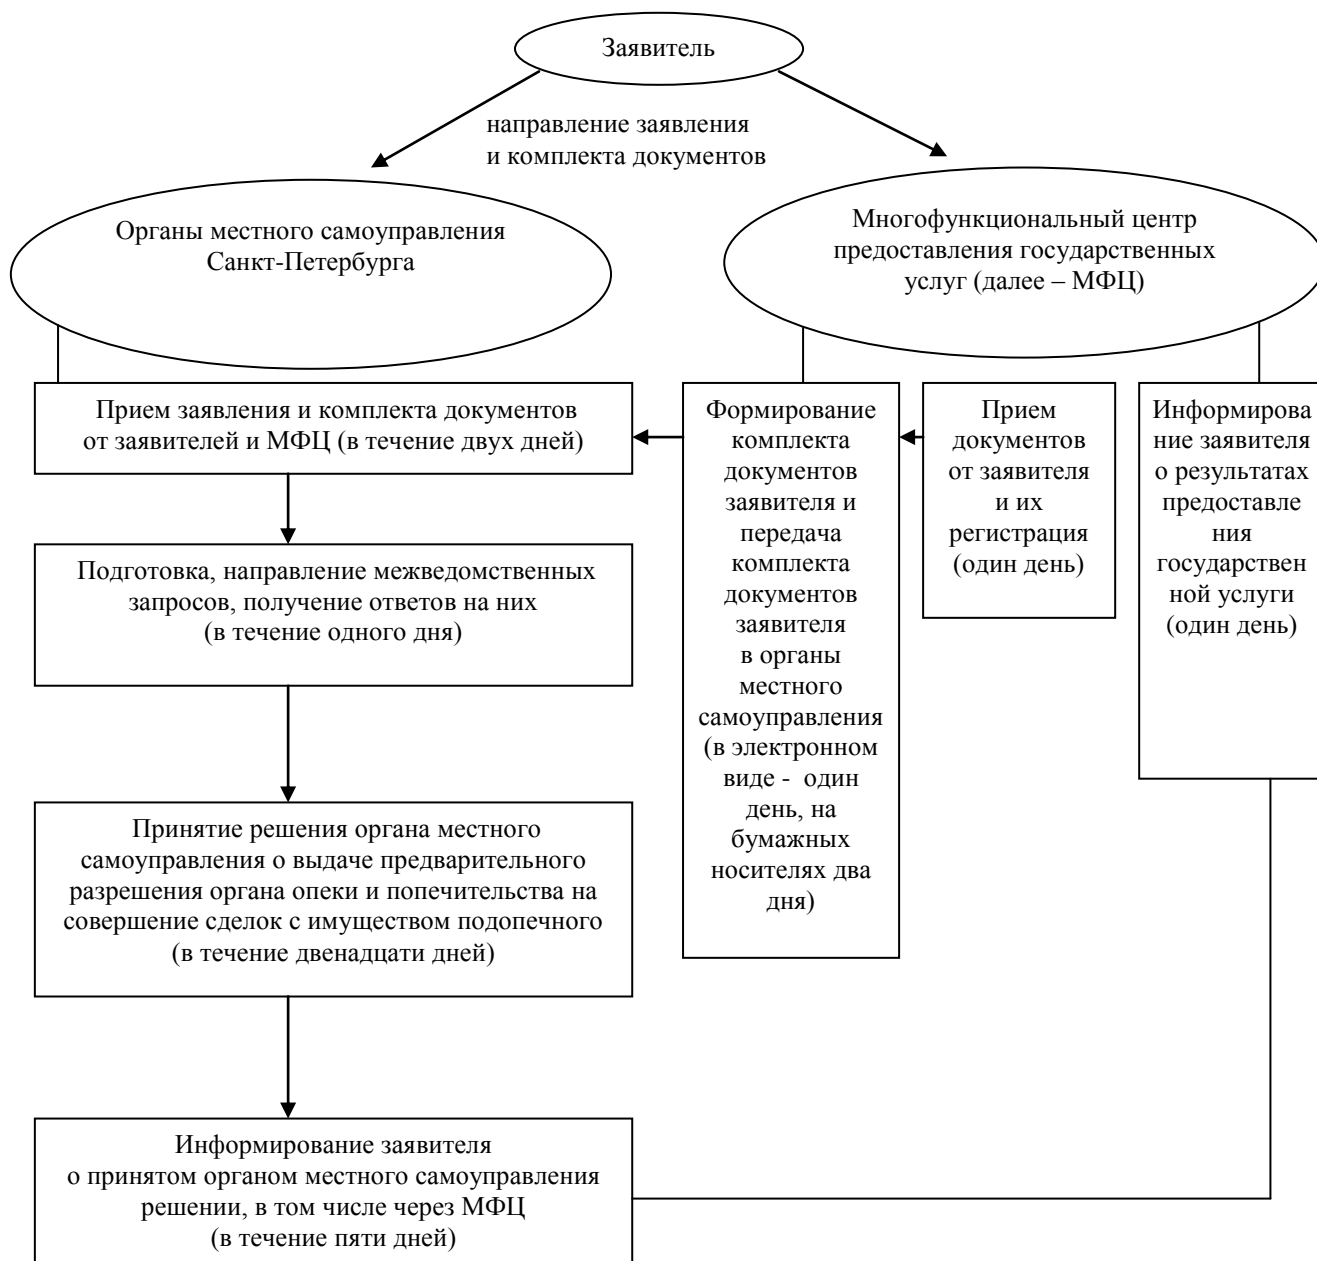 Заявитель
направление заявления
и комплекта документов
Органы местного самоуправления
Санкт-Петербурга
Многофункциональный центр
предоставления государственных
услуг (далее – МФЦ)
Прием заявления и комплекта документов
от заявителей и МФЦ (в течение двух дней)
Формирование
комплекта
документов
заявителя и
передача
комплекта
документов
заявителя
в органы
местного
самоуправления
(в электронном
виде - один
день, на
бумажных
носителях два
дня)
Прием
документов
от заявителя
и их
регистрация
(один день)
Информирова
ние заявителя
о результатах
предоставле
ния
государствен
ной услуги
(один день)
Подготовка, направление межведомственных
запросов, получение ответов на них
(в течение одного дня)
Принятие решения органа местного
самоуправления о выдаче предварительного
разрешения органа опеки и попечительства на
совершение сделок с имуществом подопечного
(в течение двенадцати дней)
Информирование заявителя
о принятом органом местного самоуправления
решении, в том числе через МФЦ
(в течение пяти дней)